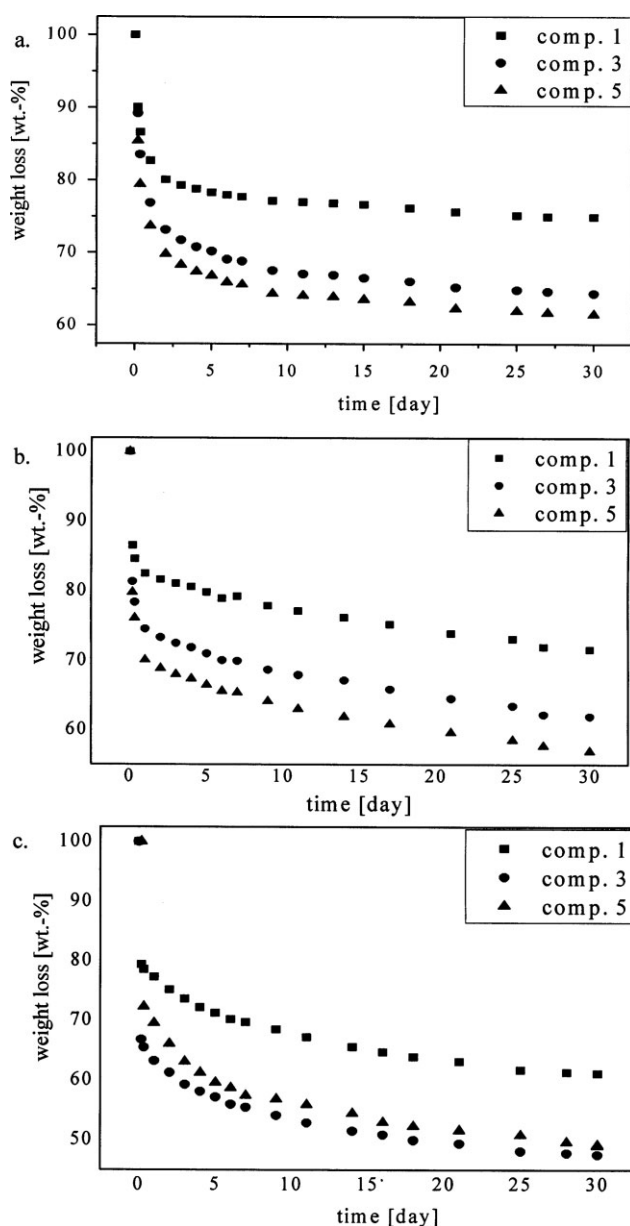 a.
100
90
80
70
60
weight loss [wt.-%]
comp. 1
comp. 3
comp. 5
0 5 10 15 20 25 30
time [day]
b.
100
90
80
70
60
weight loss [wt.-%]
comp. 1
comp. 3
comp. 5
0 5 10 15 20 25 30
time [day]
c.
100
90
80
70
60
50
weight loss [wt.-%]
comp. 1
comp. 3
comp. 5
0 5 10 15 20 25 30
time [day]